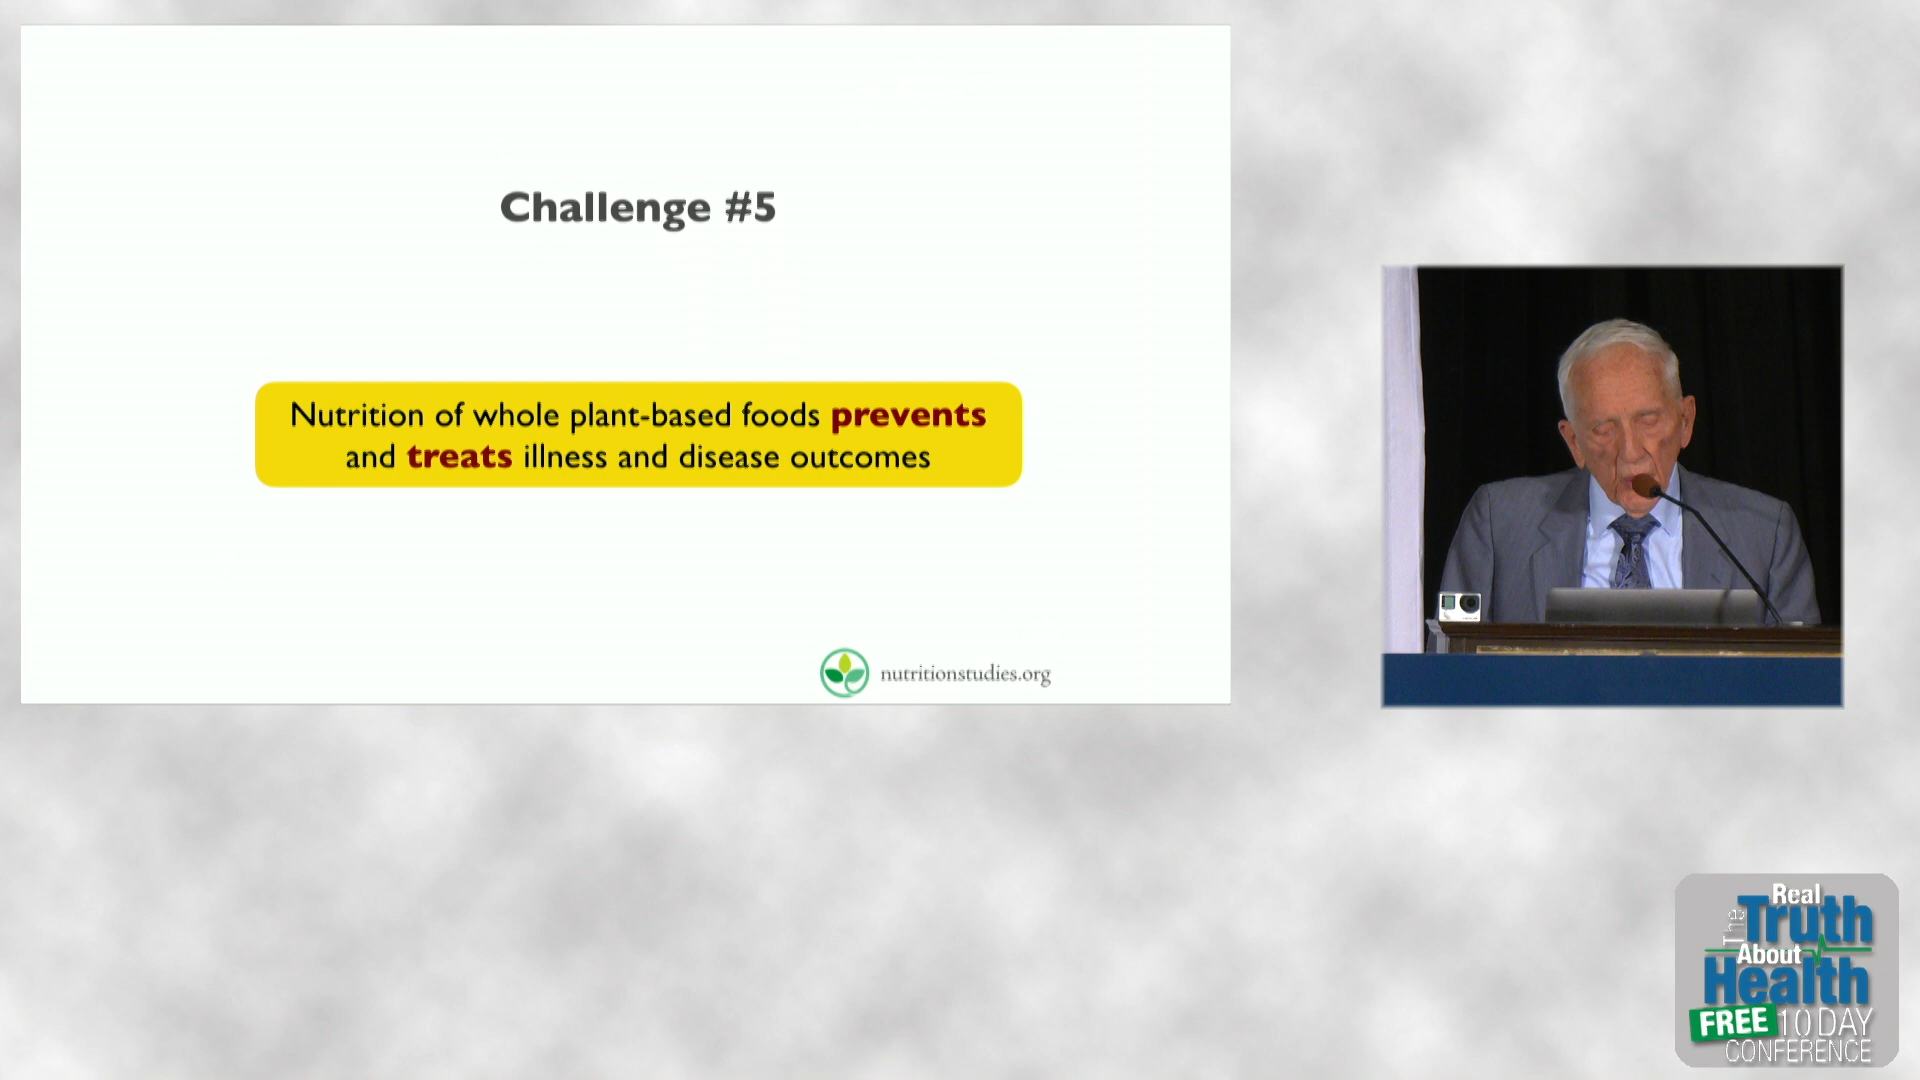 Challenge #5
Nutrition of whole plant-based foods prevents
and treats illness and disease outcomes
nutritionstudies.org
The Real
Truth
About
Health
FREE 10 DAY
CONFERENCE